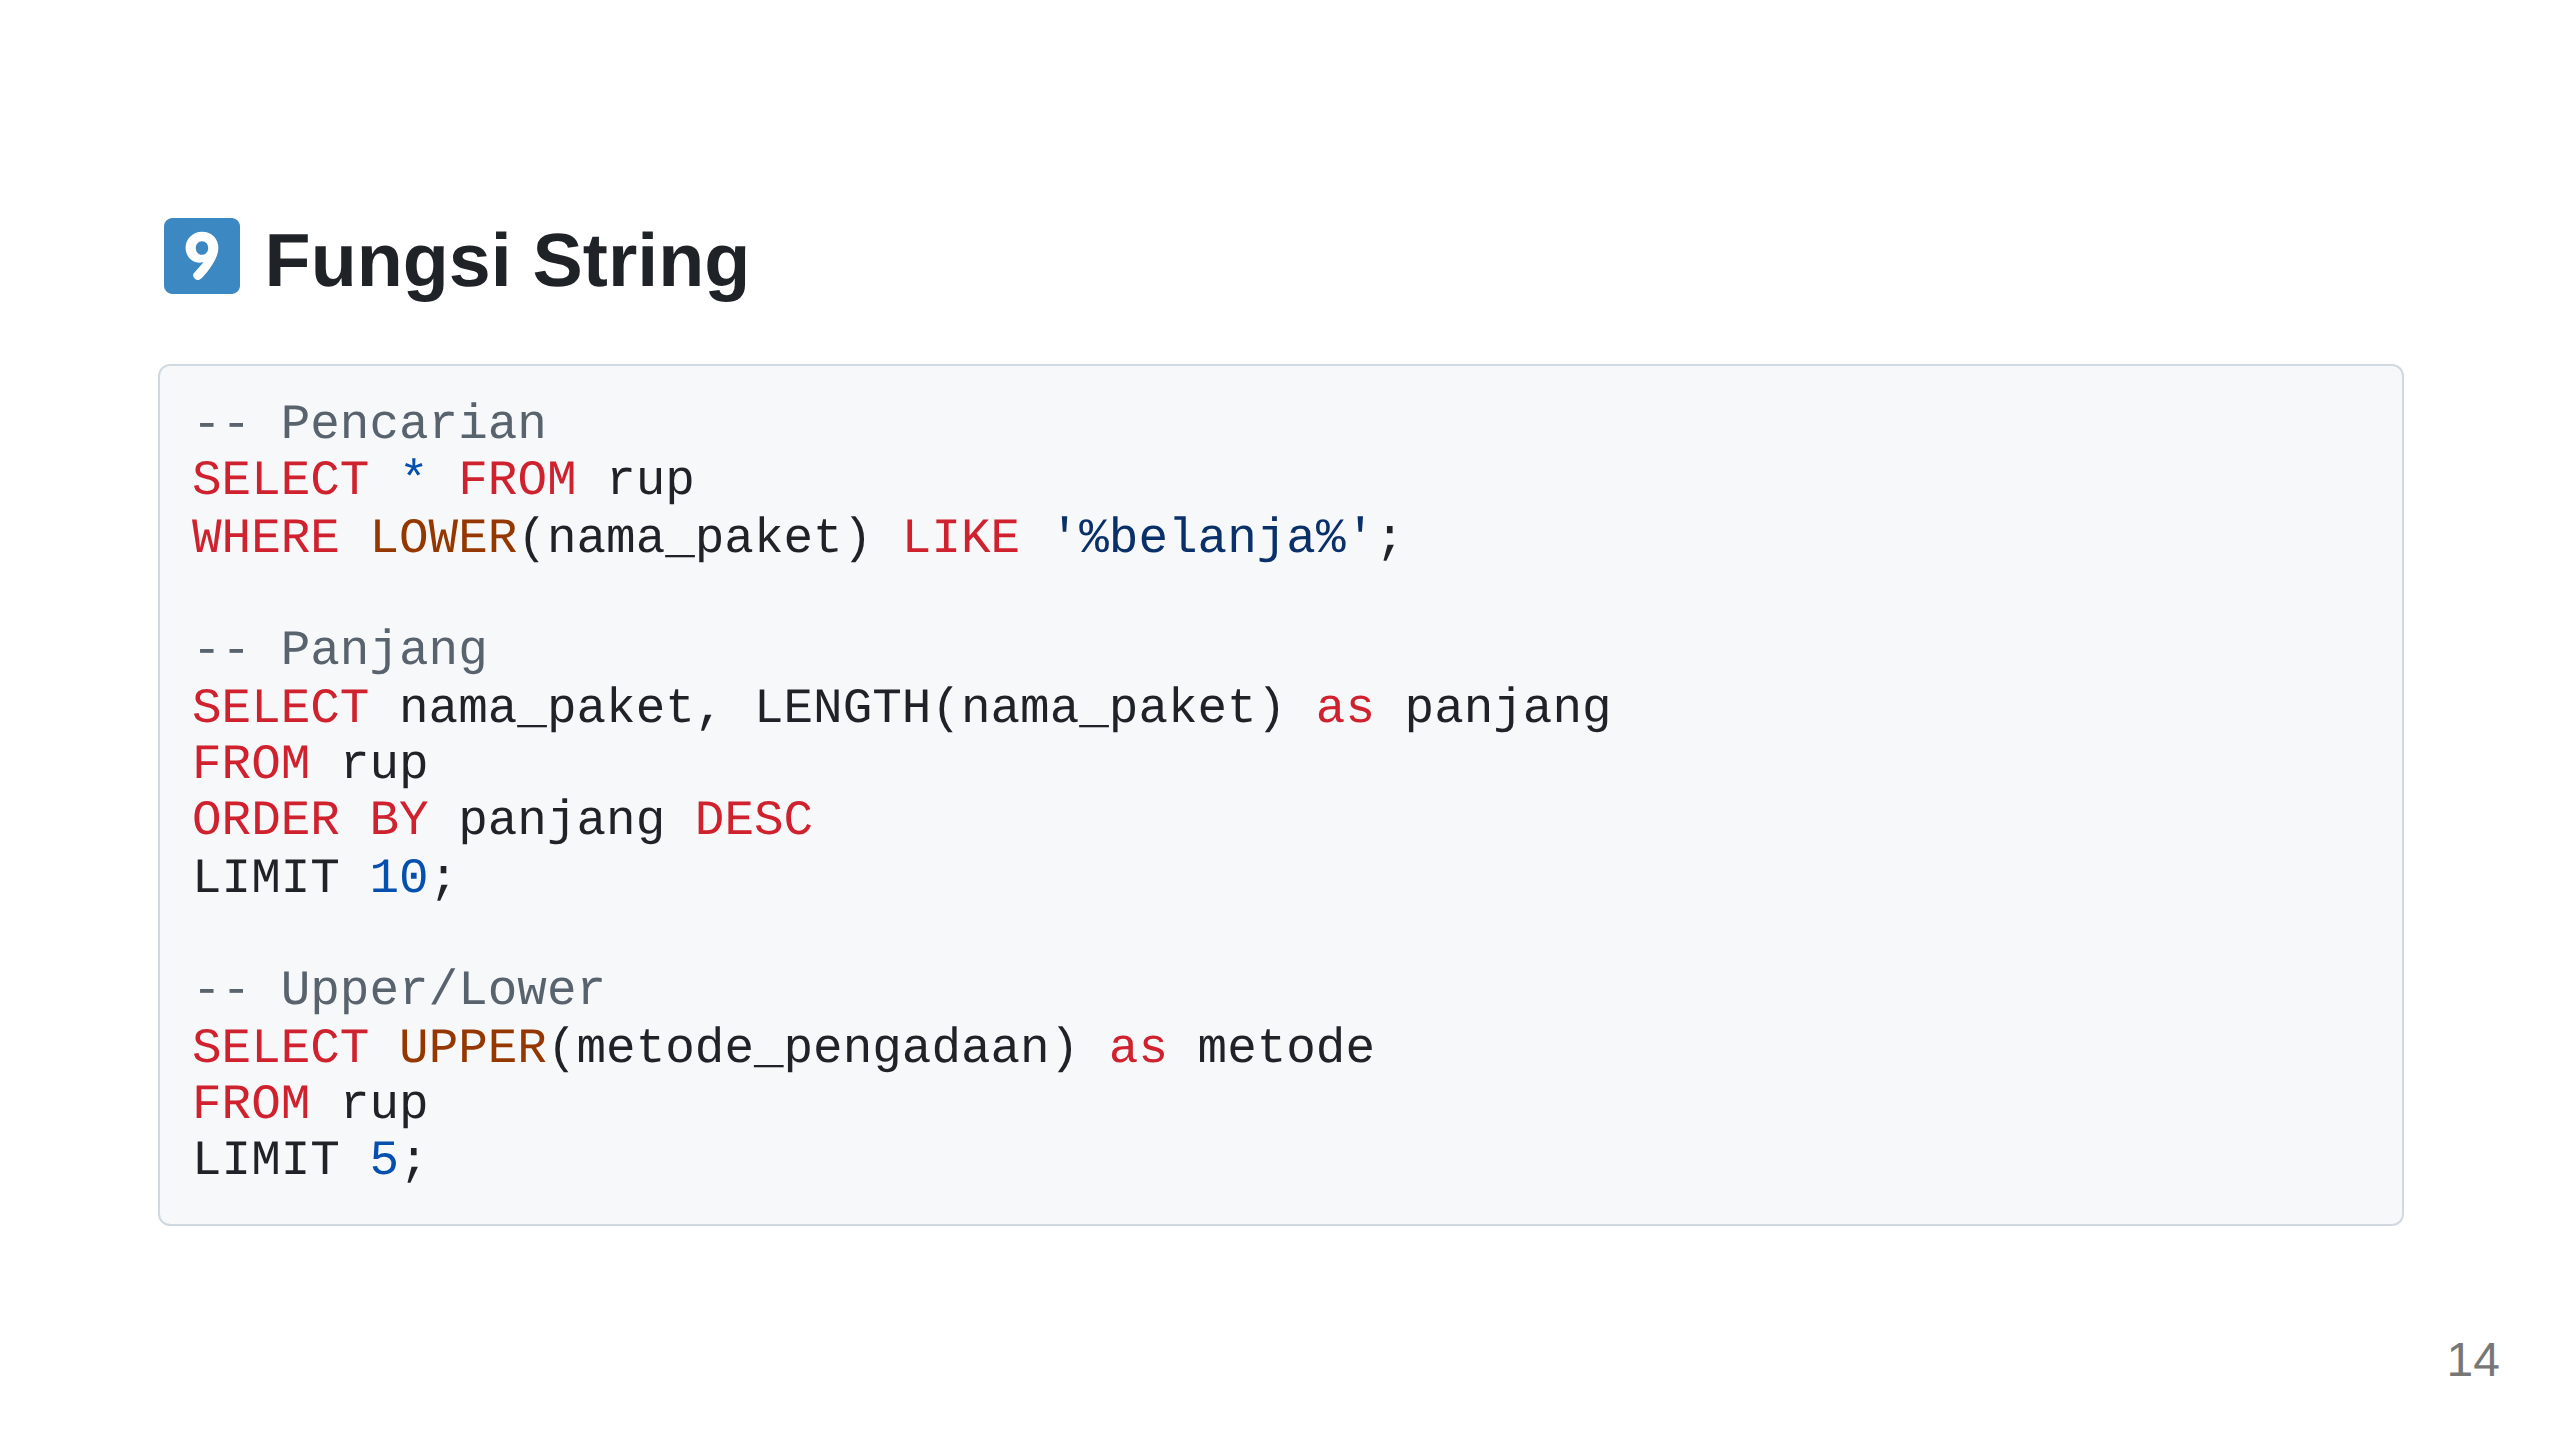 9 Fungsi String
-- Pencarian
SELECT * FROM rup
WHERE LOWER(nama_paket) LIKE '%belanja%';
-- Panjang
SELECT nama_paket, LENGTH(nama_paket) as panjang
FROM rup
ORDER BY panjang DESC
LIMIT 10;
-- Upper/Lower
SELECT UPPER(metode_pengadaan) as metode
FROM rup
LIMIT 5;
14